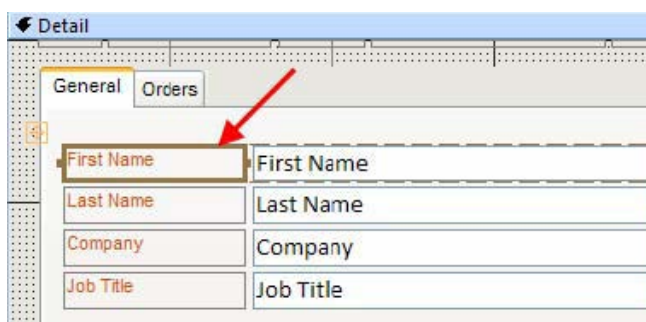 Detail
General Orders
First Name First Name
Last Name Last Name
Company Company
Job Title Job Title